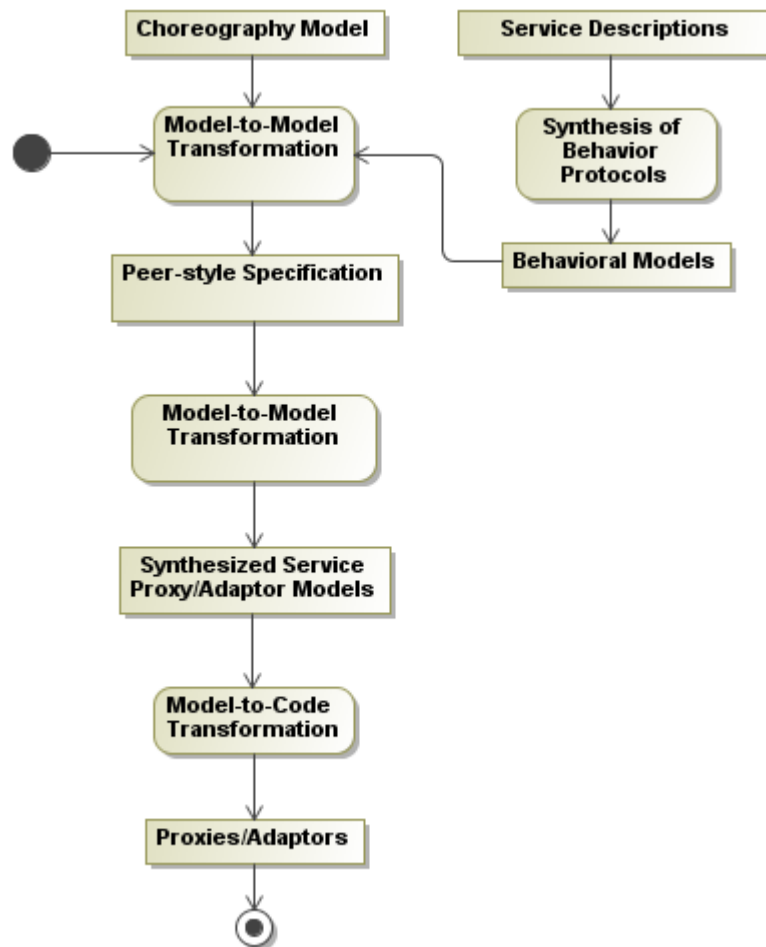 Choreography Model
Service Descriptions
Model-to-Model
Transformation
Synthesis of
Behavior
Protocols
Peer-style Specification
Behavioral Models
Model-to-Model
Transformation
Synthesized Service
Proxy/Adaptor Models
Model-to-Code
Transformation
Proxies/Adaptors